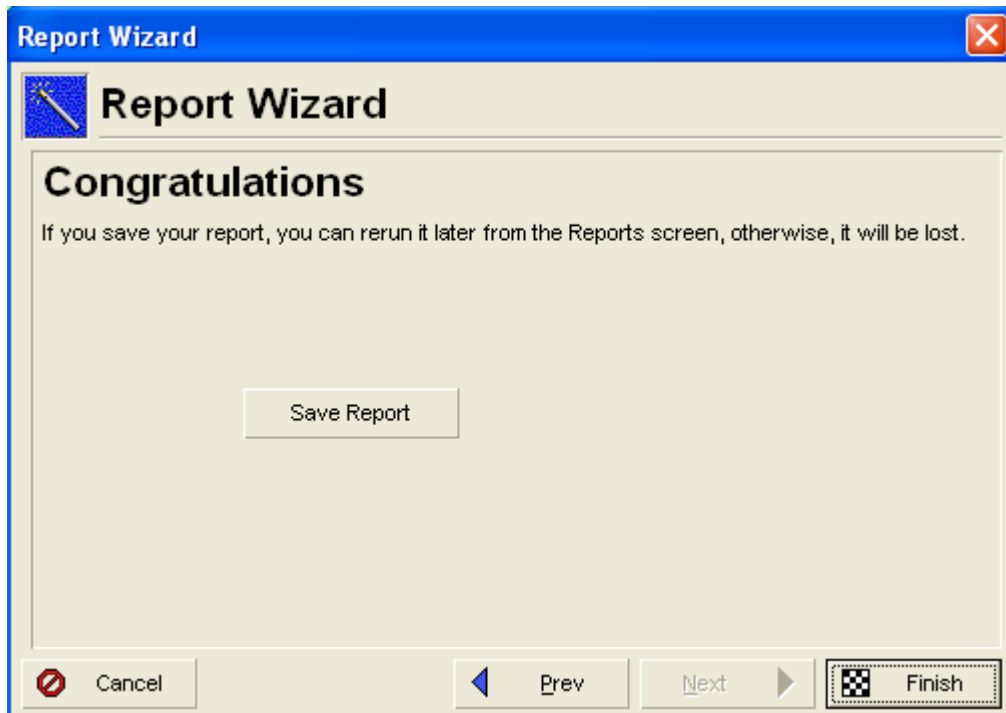 Report Wizard
Report Wizard
Congratulations
If you save your report, you can rerun it later from the Reports screen, otherwise, it will be lost.
Save Report
Cancel
Prev
Next
Finish